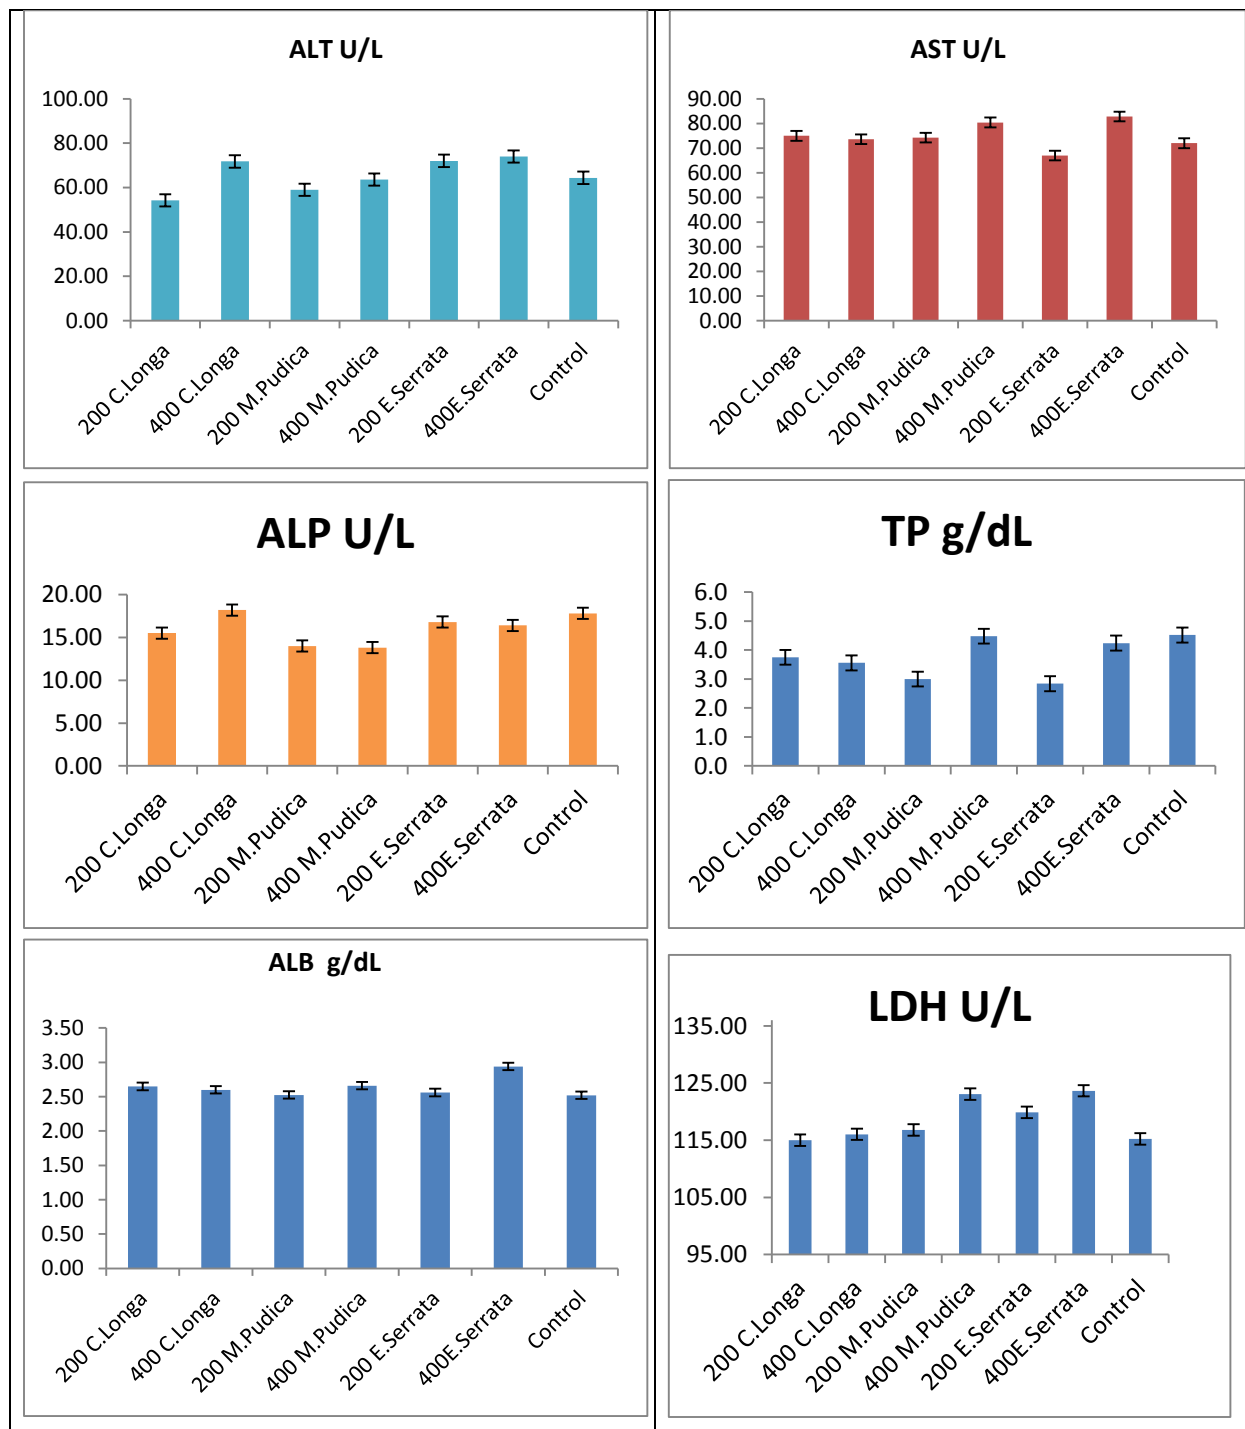 ALT U/L
100.00
80.00
60.00
40.00
20.00
0.00
200 C.Longa
400 C.Longa
200 M.Pudica
400 M.Pudica
200 E.Serrata
400E.Serrata
Control
AST U/L
90.00
80.00
70.00
60.00
50.00
40.00
30.00
20.00
10.00
0.00
200 C.Longa
400 C.Longa
200 M.Pudica
400 M.Pudica
200 E.Serrata
400E.Serrata
Control
ALP U/L
20.00
15.00
10.00
5.00
0.00
200 C.Longa
400 C.Longa
200 M.Pudica
400 M.Pudica
200 E.Serrata
400E.Serrata
Control
TP g/dL
6.0
5.0
4.0
3.0
2.0
1.0
0.0
200 C.Longa
400 C.Longa
200 M.Pudica
400 M.Pudica
200 E.Serrata
400E.Serrata
Control
ALB  g/dL
3.50
3.00
2.50
2.00
1.50
1.00
0.50
0.00
200 C.Longa
400 C.Longa
200 M.Pudica
400 M.Pudica
200 E.Serrata
400E.Serrata
Control
LDH U/L
135.00
125.00
115.00
105.00
95.00
200 C.Longa
400 C.Longa
200 M.Pudica
400 M.Pudica
200 E.Serrata
400E.Serrata
Control